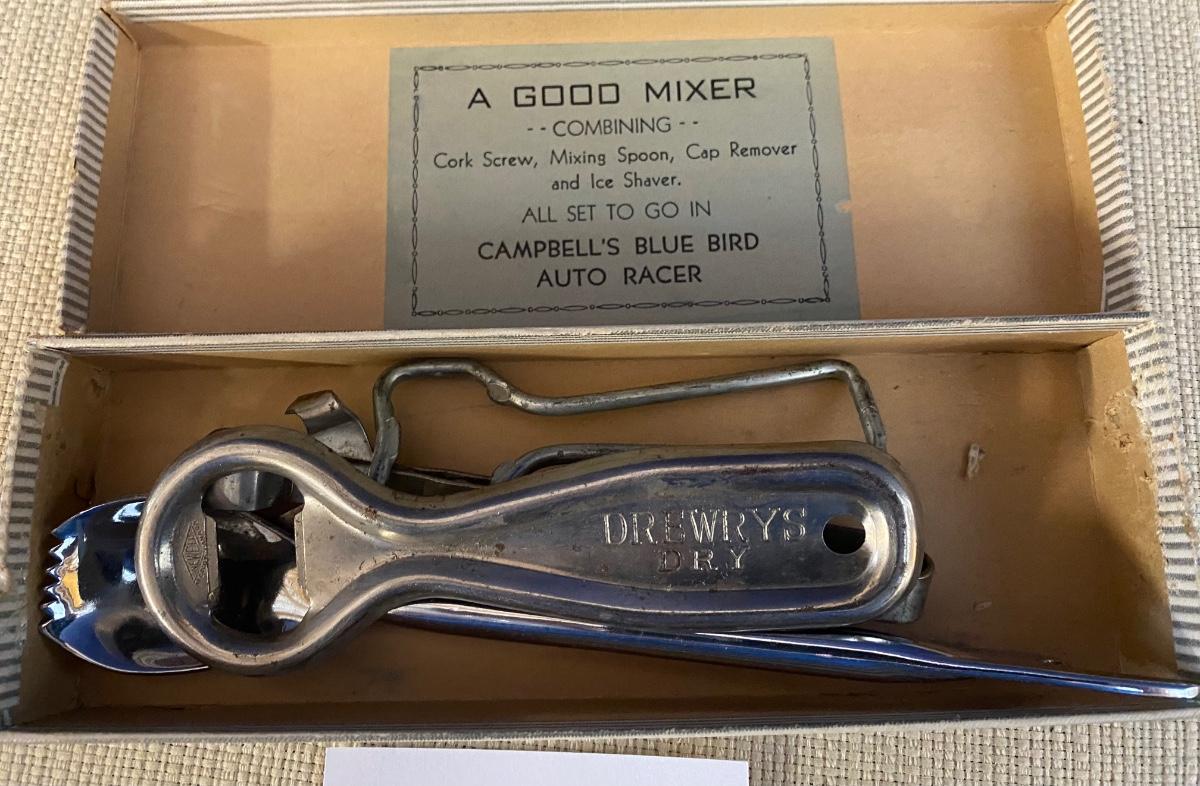 A GOOD MIXER
-- COMBINING --
Cork Screw, Mixing Spoon, Cap Remover
and Ice Shaver.
ALL SET TO GO IN
CAMPBELL'S BLUE BIRD
AUTO RACER
DREWRYS
DRY